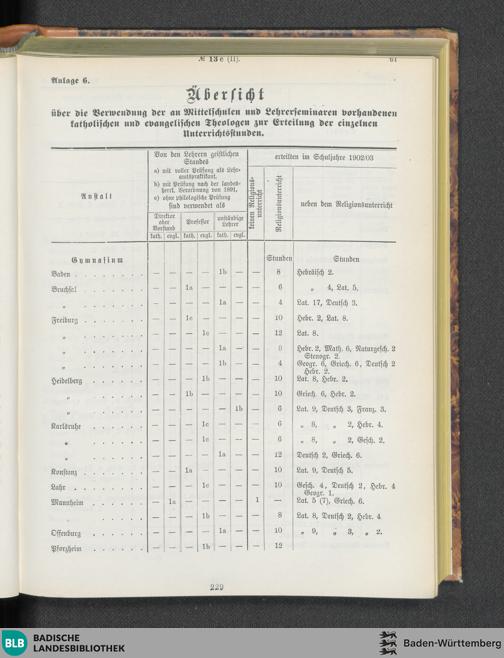 № 13 c (II). 61
Anlage 6.
Übersicht
über die Verwendung der an Mittelschulen und Lehrerseminaren vorhandenen
katholischen und evangelischen Theologen zur Erteilung der einzelnen
Unterrichtsstunden.
Anstalt
Von den Lehrern geistlichen
Standes
a) mit voller Prüfung als Lehr-
amtspraktikant.
b) mit Prüfung nach der landes-
herrl. Verordnung von 1891.
c) ohne philologische Prüfung
sind verwendet als
Direktor
oder
Vorstand
Professor
unständige
Lehrer
kath. evgl. kath. evgl. kath. evgl.
erteilten im Schuljahre 1902/03
keinen Religions-
unterricht
Religionsunterricht
neben dem Religionsunterricht
Gymnasium Stunden Stunden
Baden — — — — 1b — — 8 Hebräisch 2.
Bruchsal — — 1a — — — — 6 „ 4, Lat. 5.
„ — — — — 1a — — 4 Lat. 17, Deutsch 3.
Freiburg — — 1c — — — — 10 Hebr. 2, Lat. 8.
„ — — — 1c — — — 12 Lat. 8.
„ — — — — 1a — — Hebr. 2, Math. 6, Naturgesch. 2
Stenogr. 2.
„ — — — — 1b — — 4 Geogr. 6, Griech. 6, Deutsch 2
Hebr. 2.
Heidelberg — — — 1b — — — 10 Lat. 8, Hebr. 2.
„ — — 1b — — — — 10 Griech. 6, Hebr. 2.
„ — — — — — 1b — 6 Lat. 9, Deutsch 3, Franz. 3.
Karlsruhe — — — 1c — — — 6 „ 8, „ 2, Hebr. 4.
„ — — — 1c — — — 6 „ 8, „ 2, Gesch. 2.
„ — — — — 1a — — 12 Deutsch 2, Griech. 6.
Konstanz — — 1a — — — — 10 Lat. 9, Deutsch 5.
Lahr — — — 1c — — — 10 Gesch. 4, Deutsch 2, Hebr. 4
Geogr. 1.
Mannheim — 1a — — — — 1 — Lat. 5 (7), Griech. 6.
„ — — — 1b — — — 8 Lat. 8, Deutsch 2, Hebr. 4
Offenburg — — — — 1a — — 10 „ 9, „ 3, „ 2.
Pforzheim — — — 1b — — — 12
229
BLB BADISCHE
LANDESBIBLIOTHEK
Baden-Württemberg